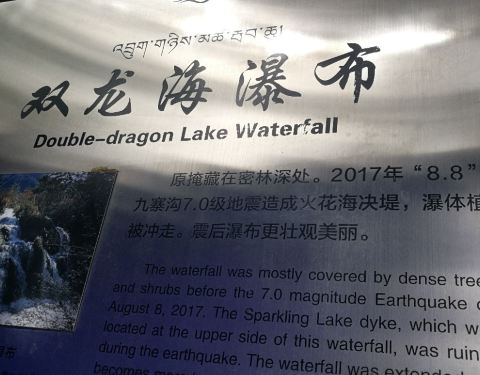 双龙海瀑布
Double-dragon Lake Waterfall
原掩藏在密林深处。2017年“8.8”
九寨沟7.0级地震造成火花海决堤，瀑体植
被冲走。震后瀑布更壮观美丽。
The waterfall was mostly covered by dense tree
and shrubs before the 7.0 magnitude Earthquake
August 8, 2017. The Sparkling Lake dyke, which w
located at the upper side of this waterfall, was ruin
during the earthquake. The waterfall was extended
瀑布